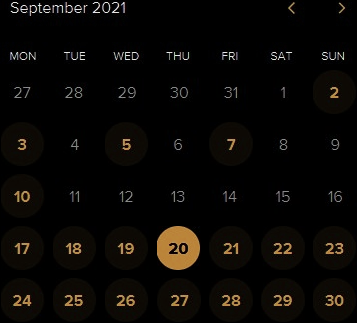 September 2021
MON TUE WED THU FRI SAT SUN
27 28 29 30 31 1 2
3 4 5 6 7 8 9
10 11 12 13 14 15 16
17 18 19 20 21 22 23
24 25 26 27 28 29 30